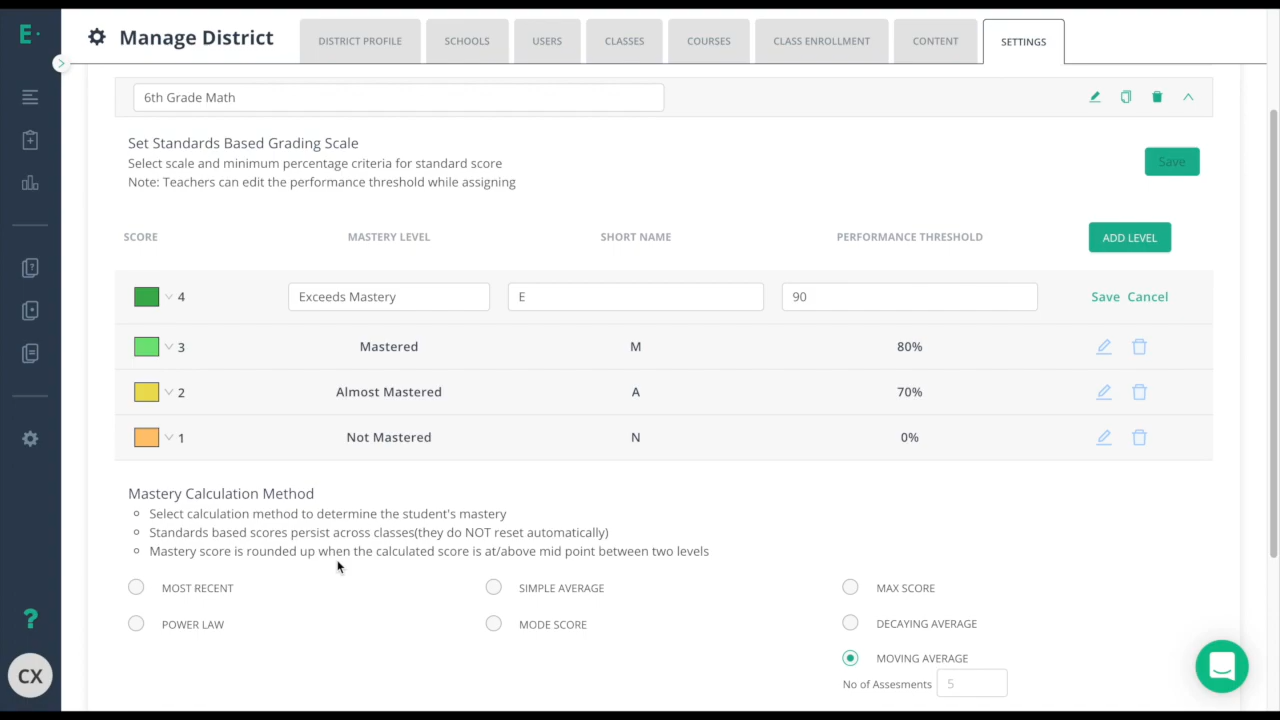 E·
Manage District
DISTRICT PROFILE
SCHOOLS
USERS
CLASSES
COURSES
CLASS ENROLLMENT
CONTENT
SETTINGS
6th Grade Math
Set Standards Based Grading Scale
Select scale and minimum percentage criteria for standard score
Note: Teachers can edit the performance threshold while assigning
Save
SCORE MASTERY LEVEL SHORT NAME PERFORMANCE THRESHOLD ADD LEVEL
4 Exceeds Mastery E 90 Save Cancel
3 Mastered M 80%
2 Almost Mastered A 70%
1 Not Mastered N 0%
Mastery Calculation Method
Select calculation method to determine the student's mastery
Standards based scores persist across classes(they do NOT reset automatically)
Mastery score is rounded up when the calculated score is at/above mid point between two levels
MOST RECENT SIMPLE AVERAGE MAX SCORE
POWER LAW MODE SCORE DECAYING AVERAGE
MOVING AVERAGE
No of Assesments 5
?
CX